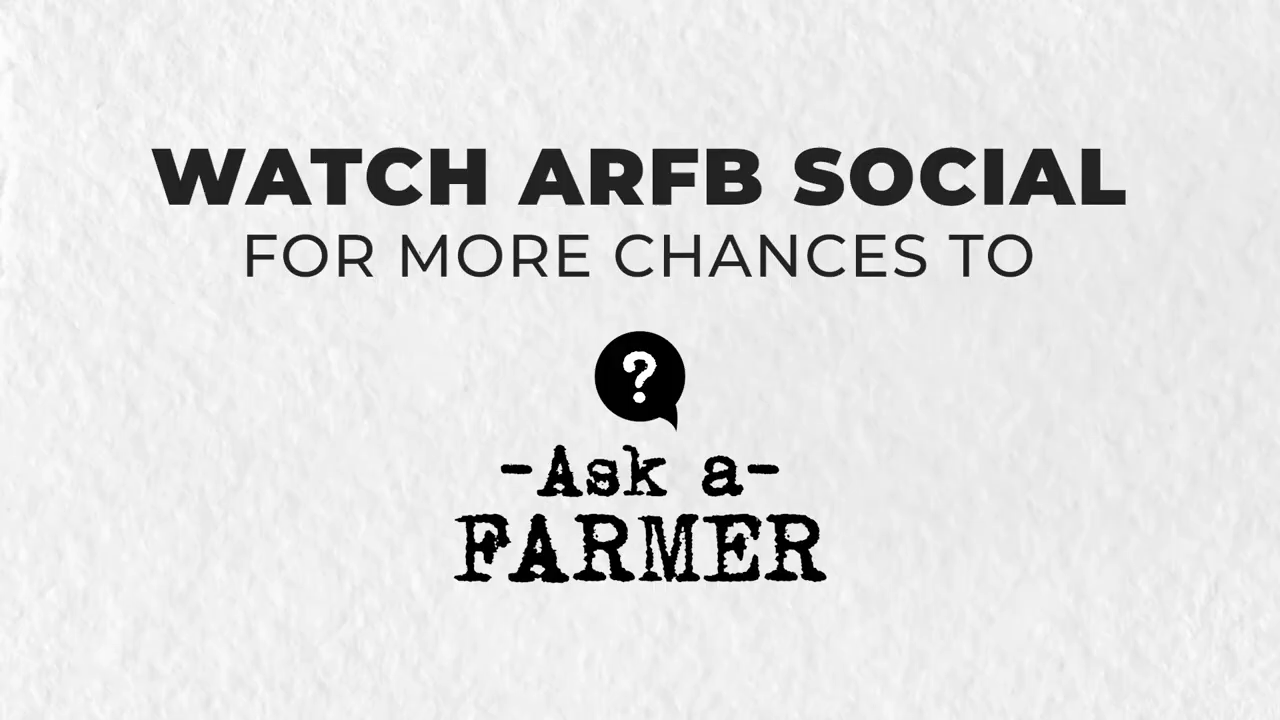 WATCH ARFB SOCIAL
FOR MORE CHANCES TO
?
-Ask a-
FARMER